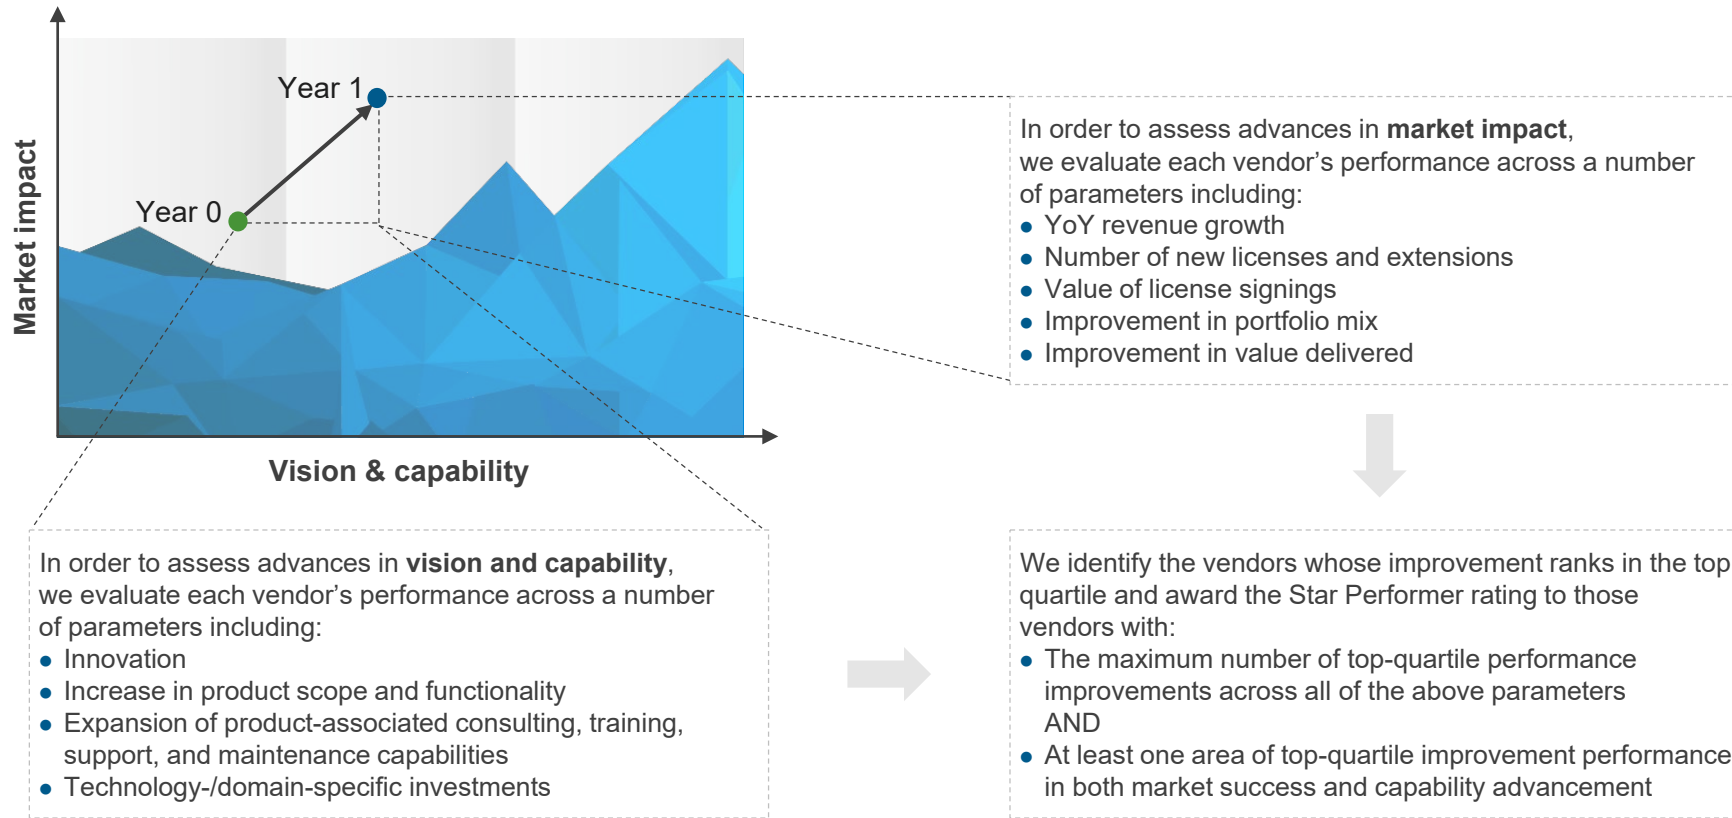 Year 1
Year 0
Market impact
Vision & capability
In order to assess advances in market impact,
we evaluate each vendor’s performance across a number
of parameters including:
● YoY revenue growth
● Number of new licenses and extensions
● Value of license signings
● Improvement in portfolio mix
● Improvement in value delivered
In order to assess advances in vision and capability,
we evaluate each vendor’s performance across a number
of parameters including:
● Innovation
● Increase in product scope and functionality
● Expansion of product-associated consulting, training,
support, and maintenance capabilities
● Technology-/domain-specific investments
We identify the vendors whose improvement ranks in the top
quartile and award the Star Performer rating to those
vendors with:
● The maximum number of top-quartile performance
improvements across all of the above parameters
AND
● At least one area of top-quartile improvement performance
in both market success and capability advancement